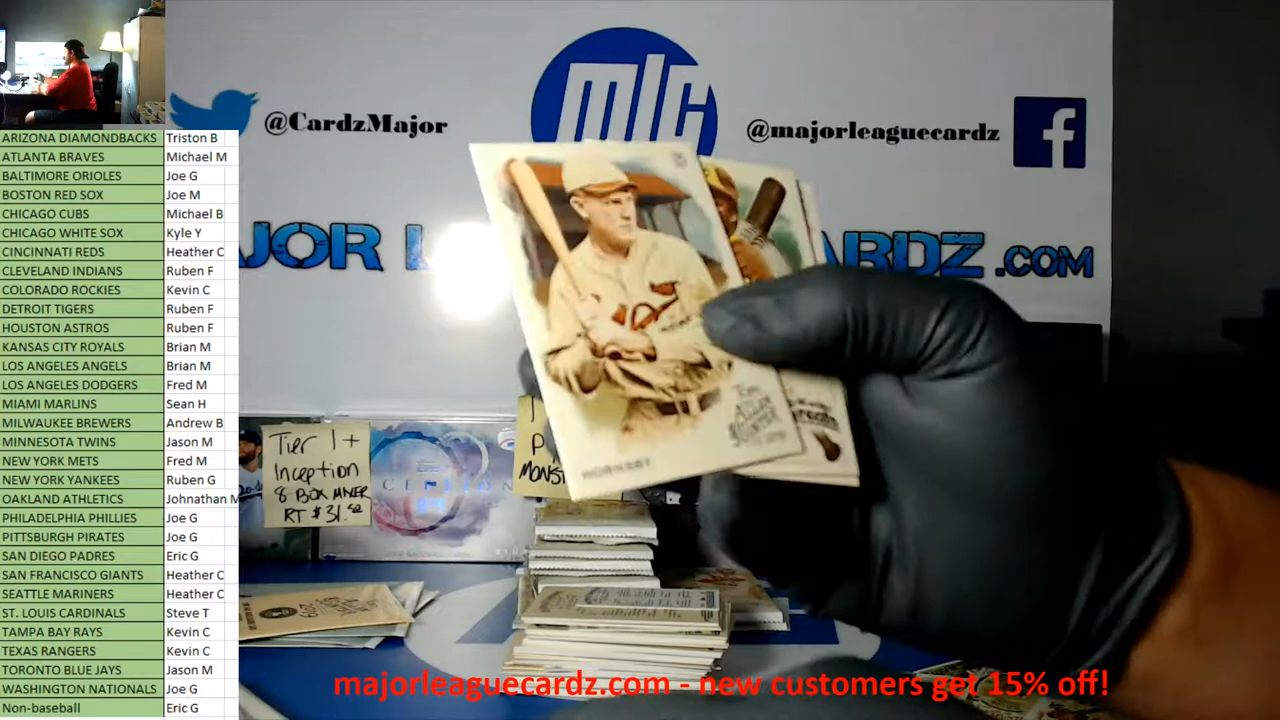 @CardzMajor
mlc
@majorleaguecardz
f
ARDZ.COM
ARIZONA DIAMONDBACKS Triston B
ATLANTA BRAVES Michael M
BALTIMORE ORIOLES Joe G
BOSTON RED SOX Joe M
CHICAGO CUBS Michael B
CHICAGO WHITE SOX Kyle Y
CINCINNATI REDS Heather C
CLEVELAND INDIANS Ruben F
COLORADO ROCKIES Kevin C
DETROIT TIGERS Ruben F
HOUSTON ASTROS Ruben F
KANSAS CITY ROYALS Brian M
LOS ANGELES ANGELS Brian M
LOS ANGELES DODGERS Fred M
MIAMI MARLINS Sean H
MILWAUKEE BREWERS Andrew B
MINNESOTA TWINS Jason M
NEW YORK METS Fred M
NEW YORK YANKEES Ruben G
OAKLAND ATHLETICS Johnathan M
PHILADELPHIA PHILLIES Joe G
PITTSBURGH PIRATES Joe G
SAN DIEGO PADRES Eric G
SAN FRANCISCO GIANTS Heather C
SEATTLE MARINERS Heather C
ST. LOUIS CARDINALS Steve T
TAMPA BAY RAYS Kevin C
TEXAS RANGERS Kevin C
TORONTO BLUE JAYS Jason M
WASHINGTON NATIONALS Joe G
Non-baseball Eric G
HORNSBY
Tier 1 +
Inception
8 BOX MIXER
RT $31.50
majorleaguecardz.com - new customers get 15% off!